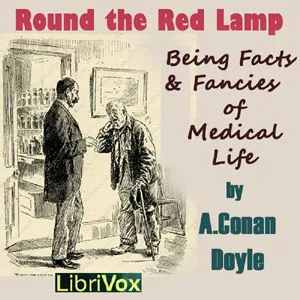 Round the Red Lamp
Being Facts
& Fancies
of
Medical
Life
by
A.Conan
Doyle
LibriVox